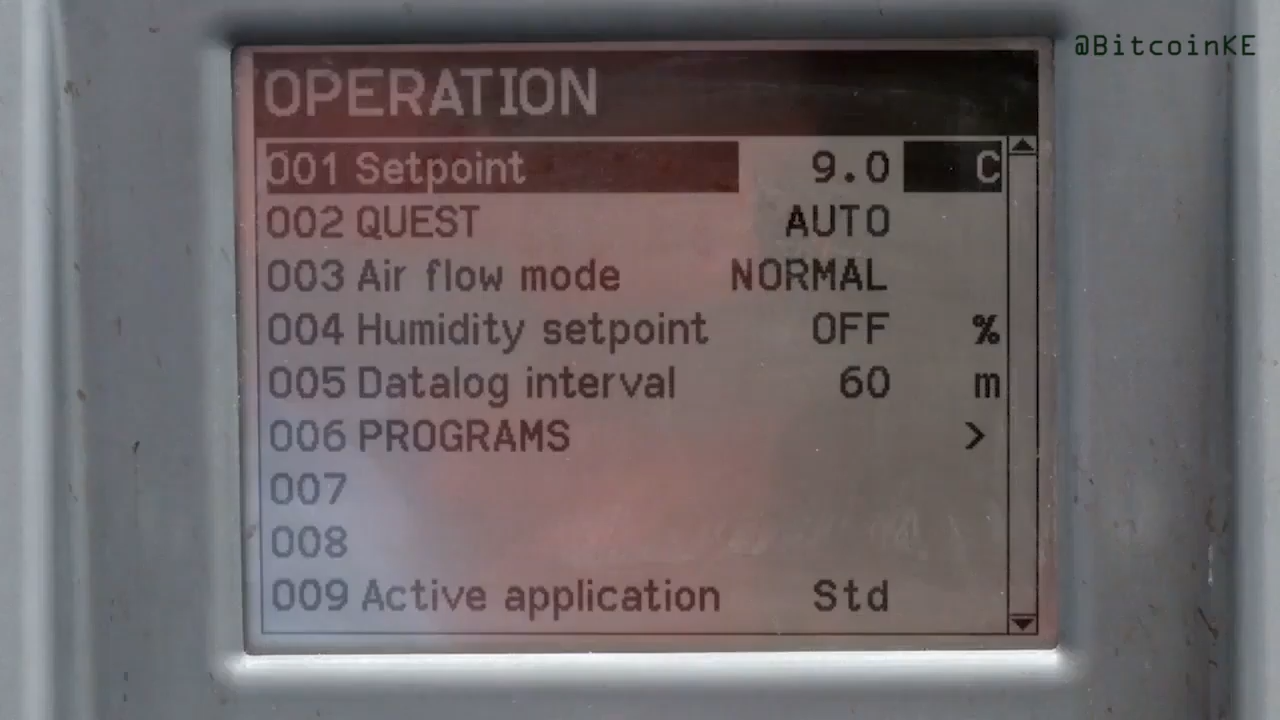 @BitcoinKE
OPERATION
001 Setpoint 9.0 C
002 QUEST AUTO
003 Air flow mode NORMAL
004 Humidity setpoint OFF %
005 Datalog interval 60 m
006 PROGRAMS >
007
008
009 Active application Std